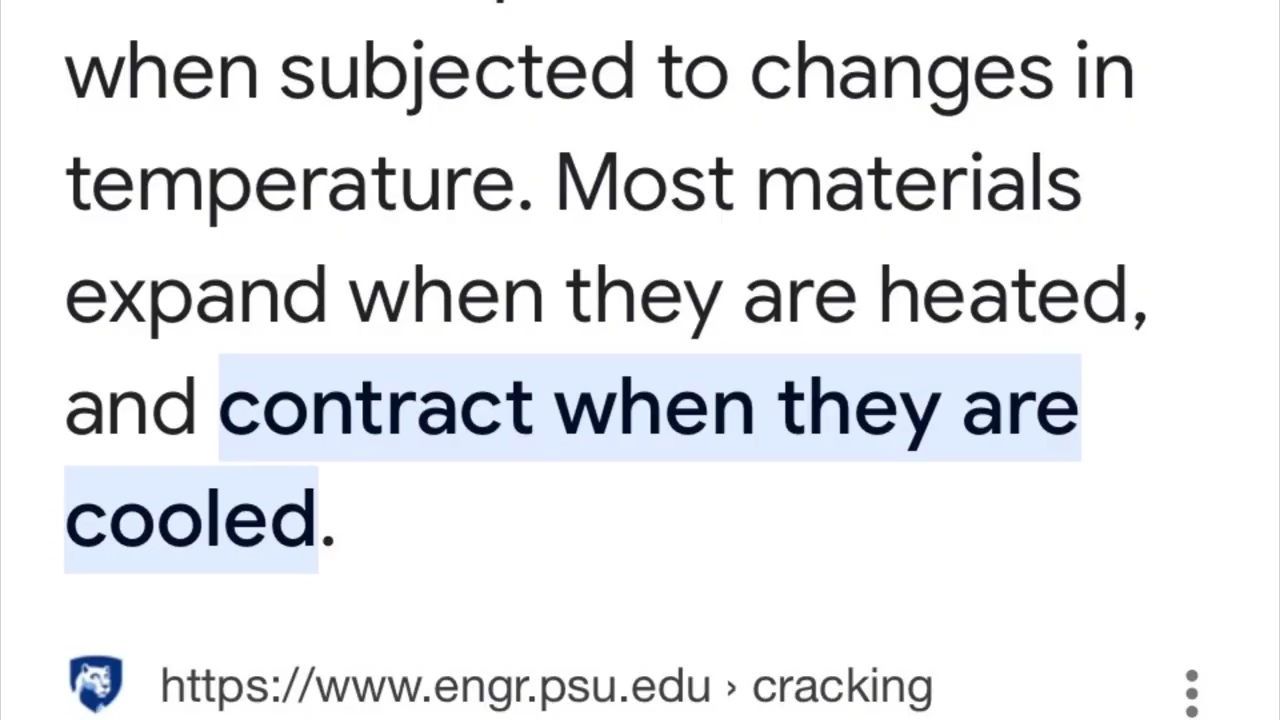 when subjected to changes in
temperature. Most materials
expand when they are heated,
and contract when they are
cooled.
https://www.engr.psu.edu › cracking